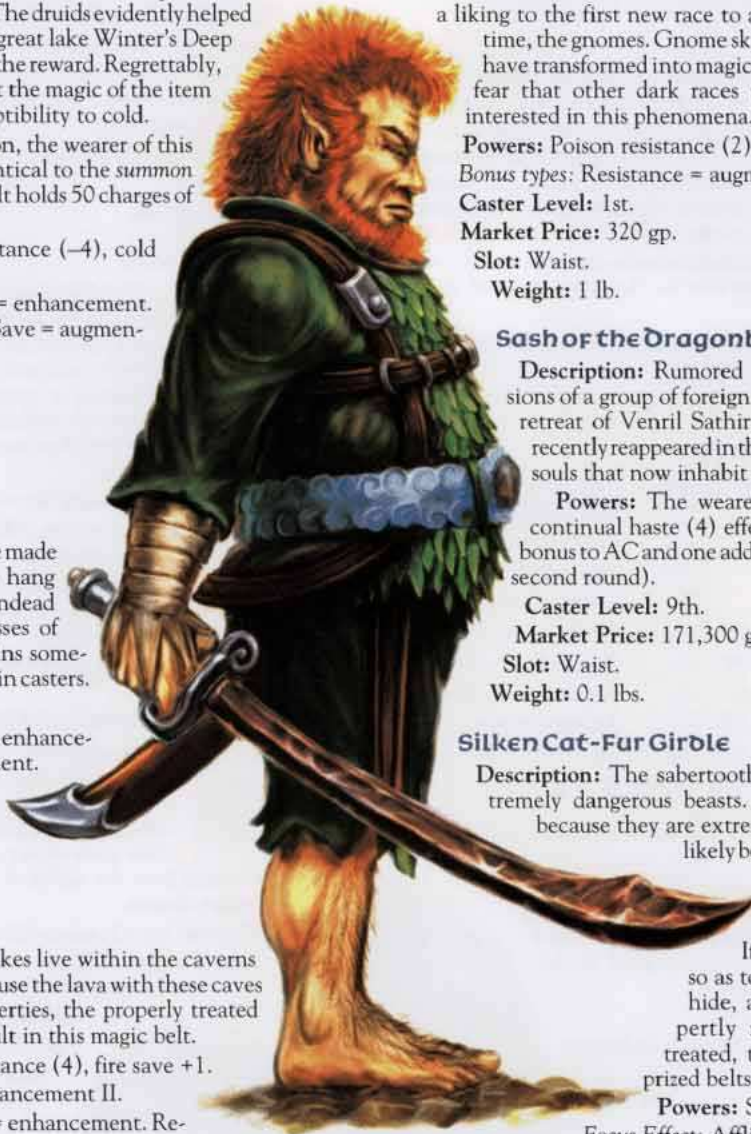 The druids evidently helped
great lake Winter's Deep
the reward. Regrettably,
t the magic of the item
ptibility to cold.
on, the wearer of this
ntical to the summon
lt holds 50 charges of
tance (–4), cold
= enhancement.
ave = augmen-
e made
hang
ndead
sses of
ns some-
in casters.
enhance-
ent.
kes live within the caverns
use the lava with these caves
erties, the properly treated
ult in this magic belt.
ance (4), fire save +1.
ancement II.
= enhancement. Re-
a liking to the first new race to
time, the gnomes. Gnome sk
have transformed into magic
fear that other dark races
interested in this phenomena.
Powers: Poison resistance (2)
Bonus types: Resistance = augm
Caster Level: 1st.
Market Price: 320 gp.
Slot: Waist.
Weight: 1 lb.
Sash of the Dragonb
Description: Rumored
sions of a group of foreign
retreat of Venril Sathir
recently reappeared in th
souls that now inhabit
Powers: The weare
continual haste (4) effe
bonus to AC and one add
second round).
Caster Level: 9th.
Market Price: 171,300 g
Slot: Waist.
Weight: 0.1 lbs.
Silken Cat-Fur Girdle
Description: The sabertooth
tremely dangerous beasts.
because they are extre
likely b
I
so as to
hide, a
pertly
treated, t
prized belts
Powers: S
Focus Effect: Affl